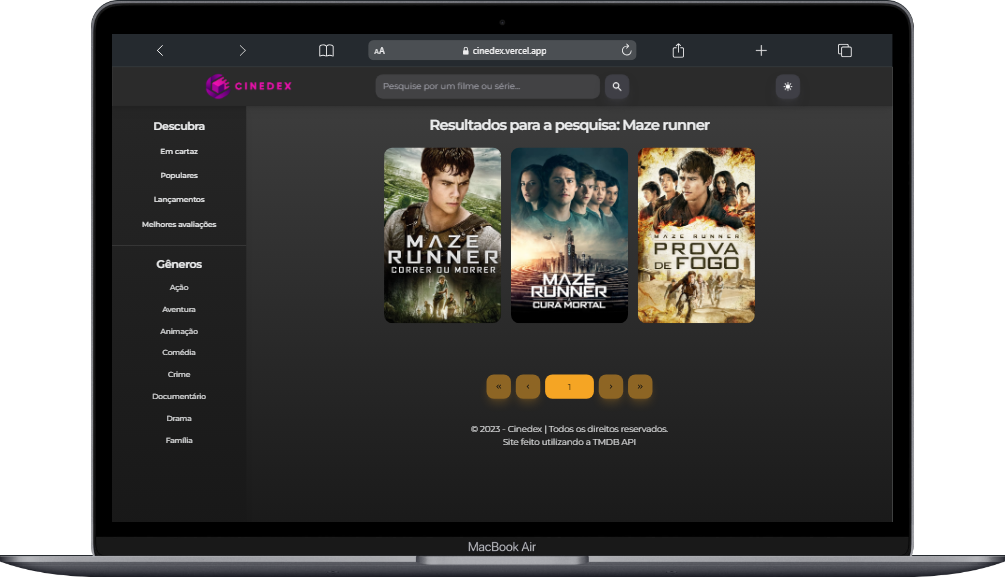 AA
cinedex.vercel.app
CINEDEX
Pesquise por um filme ou série...
Descubra
Em cartaz
Populares
Lançamentos
Melhores avaliações
Gêneros
Ação
Aventura
Animação
Comédia
Crime
Documentário
Drama
Família
Resultados para a pesquisa: Maze runner
MAZE
RUNNER
CORRER OU MORRER
MAZE
RUNNER
CURA MORTAL
MAZE RUNNER
PROVA
DE FOGO
« ‹ 1 › »
© 2023 - Cinedex | Todos os direitos reservados.
Site feito utilizando a TMDB API
MacBook Air